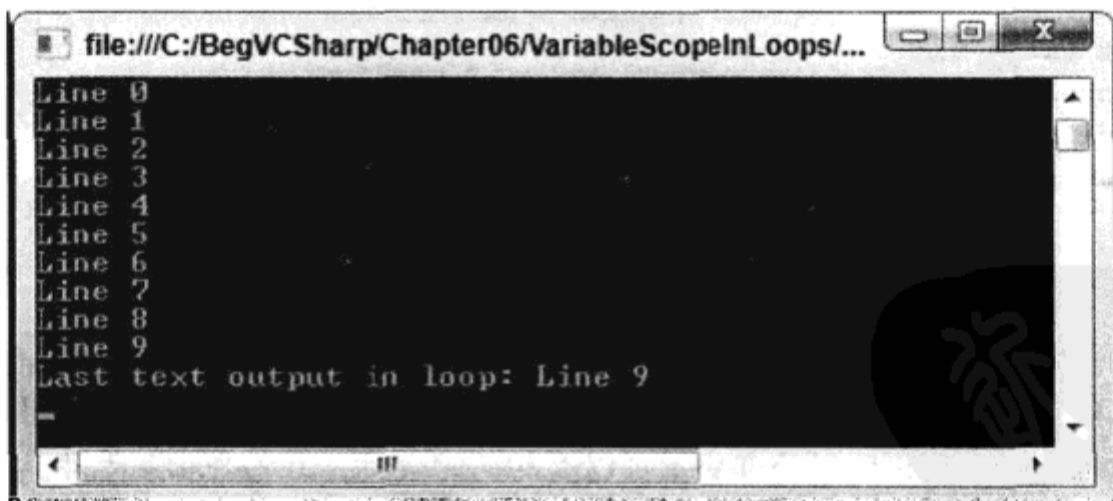 file:///C:/BegVCSharp/Chapter06/VariableScopeInLoops/...
Line 0
Line 1
Line 2
Line 3
Line 4
Line 5
Line 6
Line 7
Line 8
Line 9
Last text output in loop: Line 9